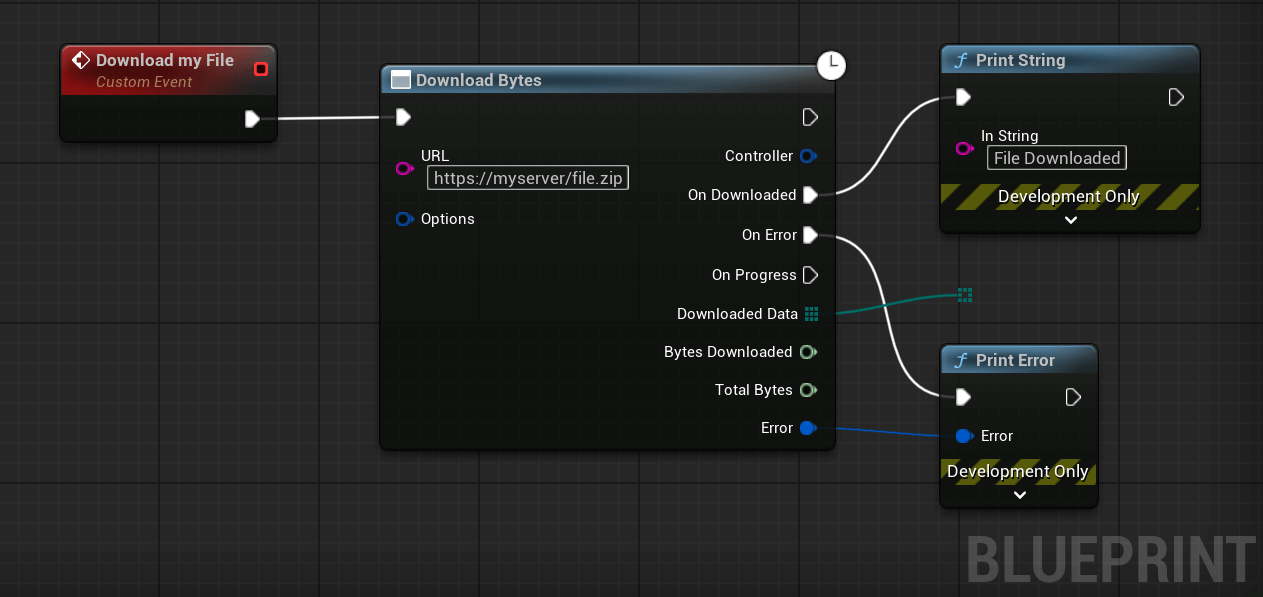 Download my File
Custom Event
Download Bytes
URL
https://myserver/file.zip
Options
Controller
On Downloaded
On Error
On Progress
Downloaded Data
Bytes Downloaded
Total Bytes
Error
Print String
In String
File Downloaded
Development Only
Print Error
Error
Development Only
BLUEPRINT